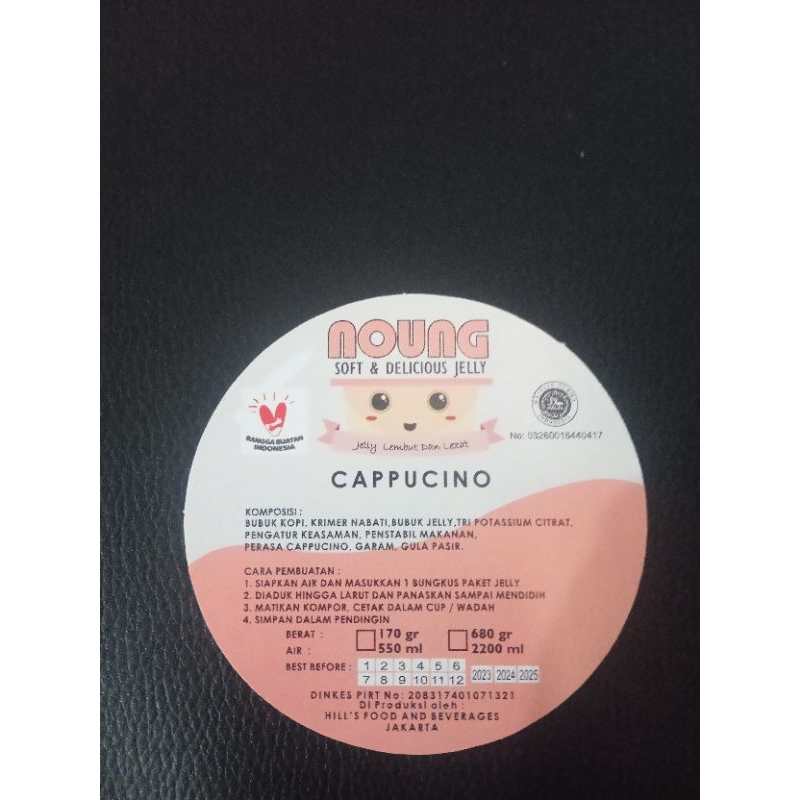 NOUNG
SOFT & DELICIOUS JELLY
BANGGA BUATAN
INDONESIA
Jelly Lembut Dan Lezat
No: 03260016440417
CAPPUCINO
KOMPOSISI :
BUBUK KOPI, KRIMER NABATI,BUBUK JELLY,TRI POTASSIUM CITRAT,
PENGATUR KEASAMAN, PENSTABIL MAKANAN,
PERASA CAPPUCINO, GARAM, GULA PASIR.
CARA PEMBUATAN :
1. SIAPKAN AIR DAN MASUKKAN 1 BUNGKUS PAKET JELLY
2. DIADUK HINGGA LARUT DAN PANASKAN SAMPAI MENDIDIH
3. MATIKAN KOMPOR, CETAK DALAM CUP / WADAH
4. SIMPAN DALAM PENDINGIN
BERAT : 170 gr 680 gr
AIR : 550 ml 2200 ml
BEST BEFORE : 1 2 3 4 5 6 2023 2024 2025
7 8 9 10 11 12
DINKES PIRT No: 208317401071321
Di Produksi oleh :
HILL'S FOOD AND BEVERAGES
JAKARTA